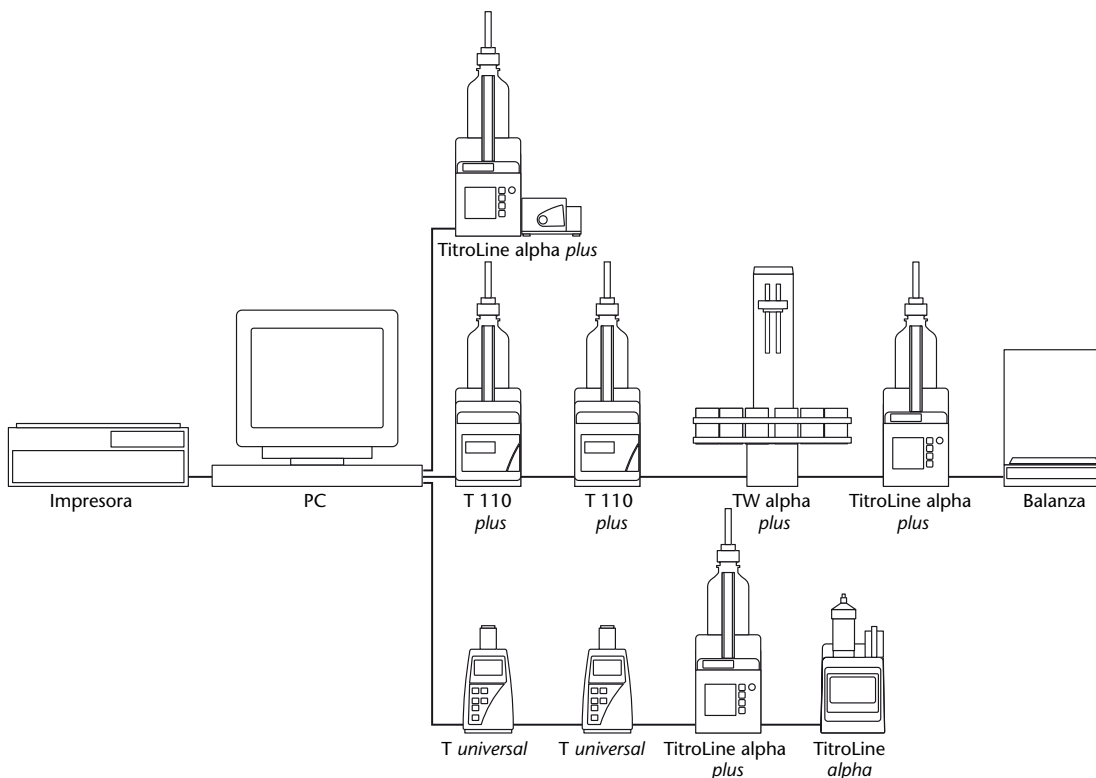 TitroLine alpha plus
Impresora
PC
T 110
plus
T 110
plus
TW alpha
plus
TitroLine alpha
plus
Balanza
T universal
T universal
TitroLine alpha
plus
TitroLine
alpha